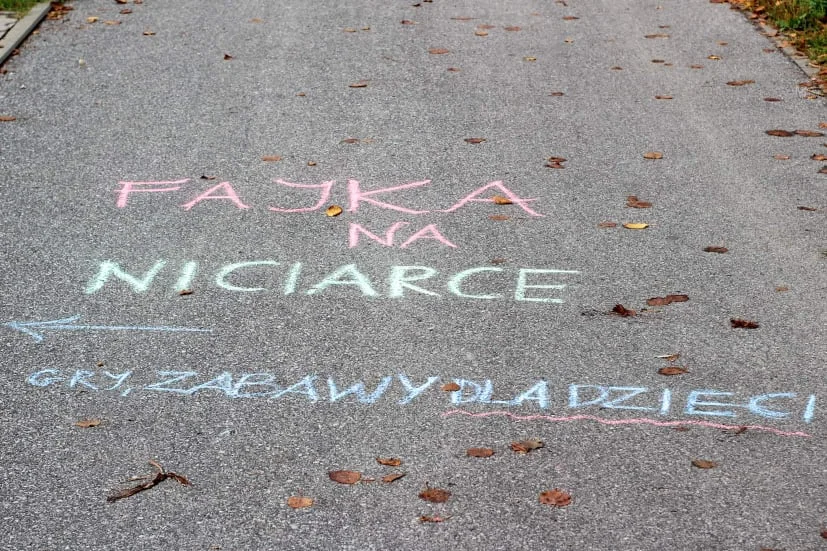 FAJKA
NA
NICIARCE
GRY, ZABAWY DLA DZIECI